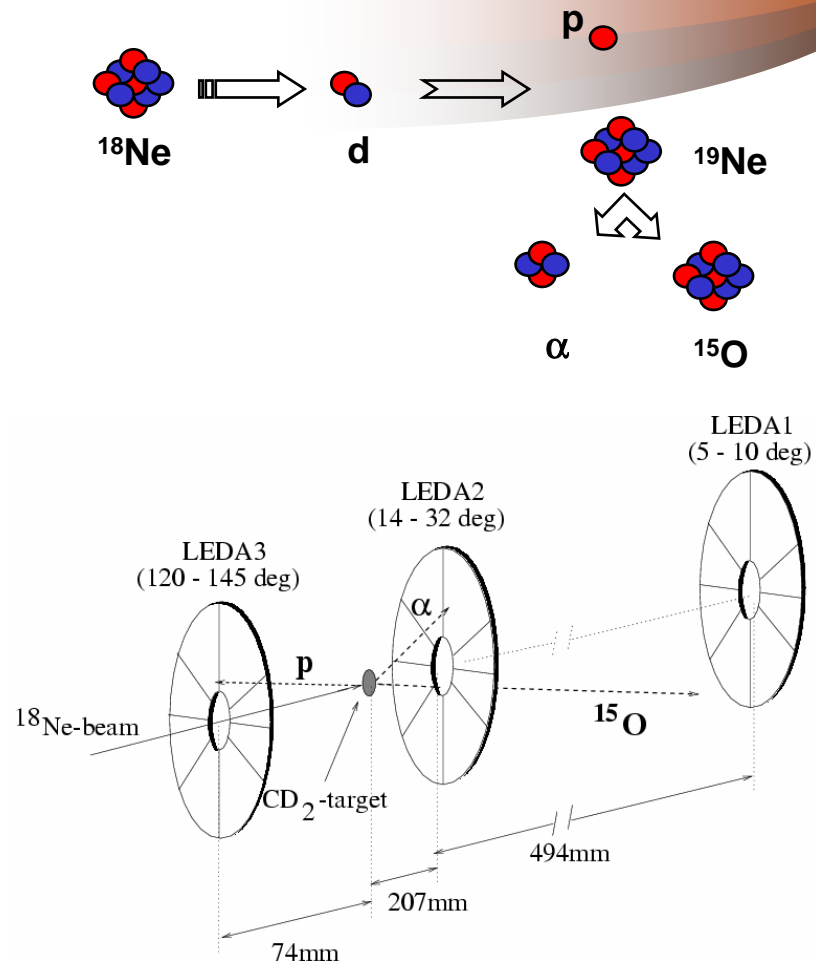 p
¹⁸Ne
d
¹⁹Ne
α
¹⁵O
LEDA1
(5 - 10 deg)
LEDA2
(14 - 32 deg)
LEDA3
(120 - 145 deg)
α
p
¹⁸Ne-beam
¹⁵O
CD₂-target
494mm
207mm
74mm